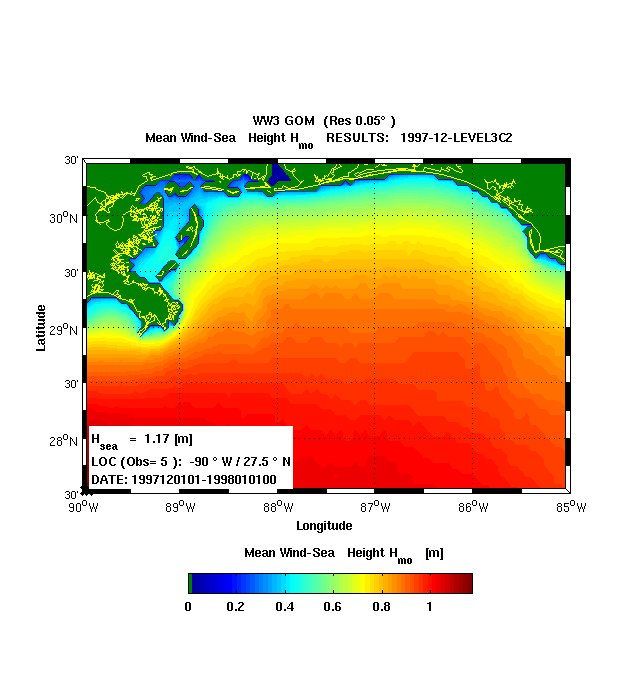 WW3 GOM (Res 0.05° )
Mean Wind-Sea Height Hmo RESULTS: 1997-12-LEVEL3C2
30'
30°N
30'
29°N
30'
28°N
30'
Latitude
Hsea = 1.17 [m]
LOC (Obs= 5 ): -90 ° W / 27.5 ° N
DATE: 1997120101-1998010100
90°W 89°W 88°W 87°W 86°W 85°W
Longitude
Mean Wind-Sea Height Hmo [m]
0 0.2 0.4 0.6 0.8 1